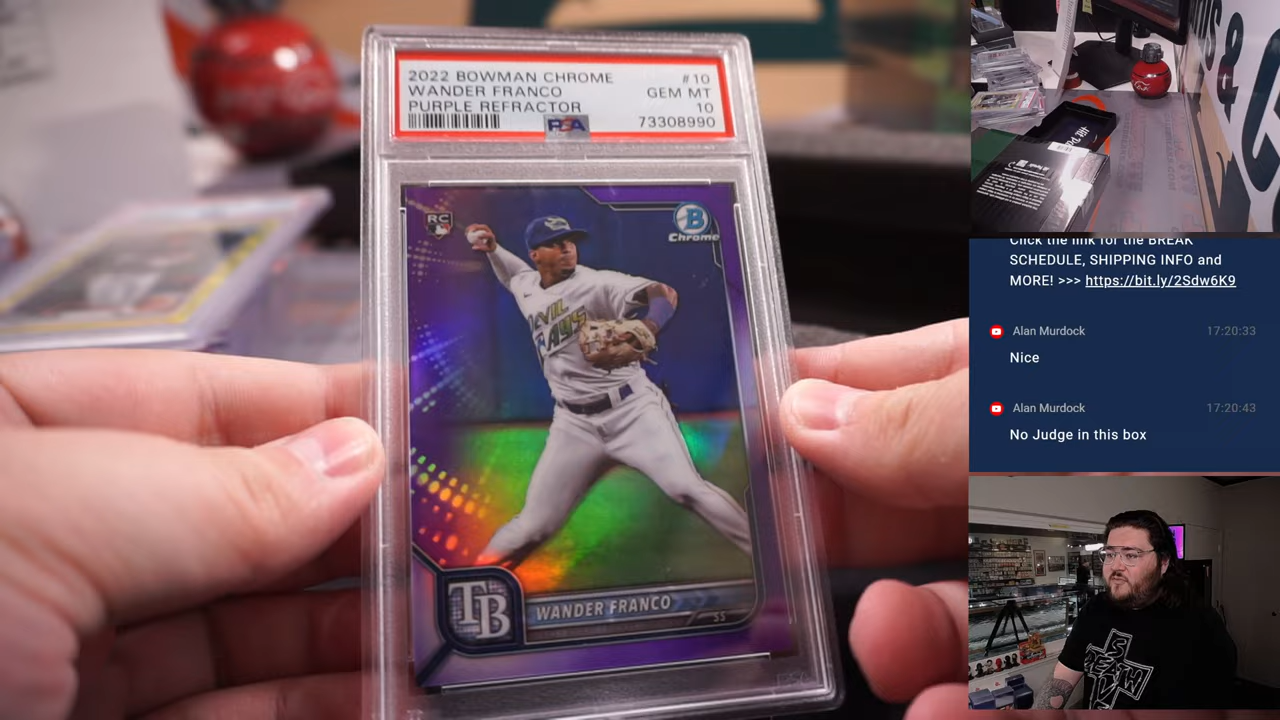 2022 BOWMAN CHROME #10
WANDER FRANCO GEM MT
PURPLE REFRACTOR 10
PSA 73308990
RC
B
Chrome
DEVIL
RAYS
TB
WANDER FRANCO
SS
Click the link for the BREAK
SCHEDULE, SHIPPING INFO and
MORE! >>> https://bit.ly/2Sdw6K9
Alan Murdock 17:20:33
Nice
Alan Murdock 17:20:43
No Judge in this box
&
DEATH